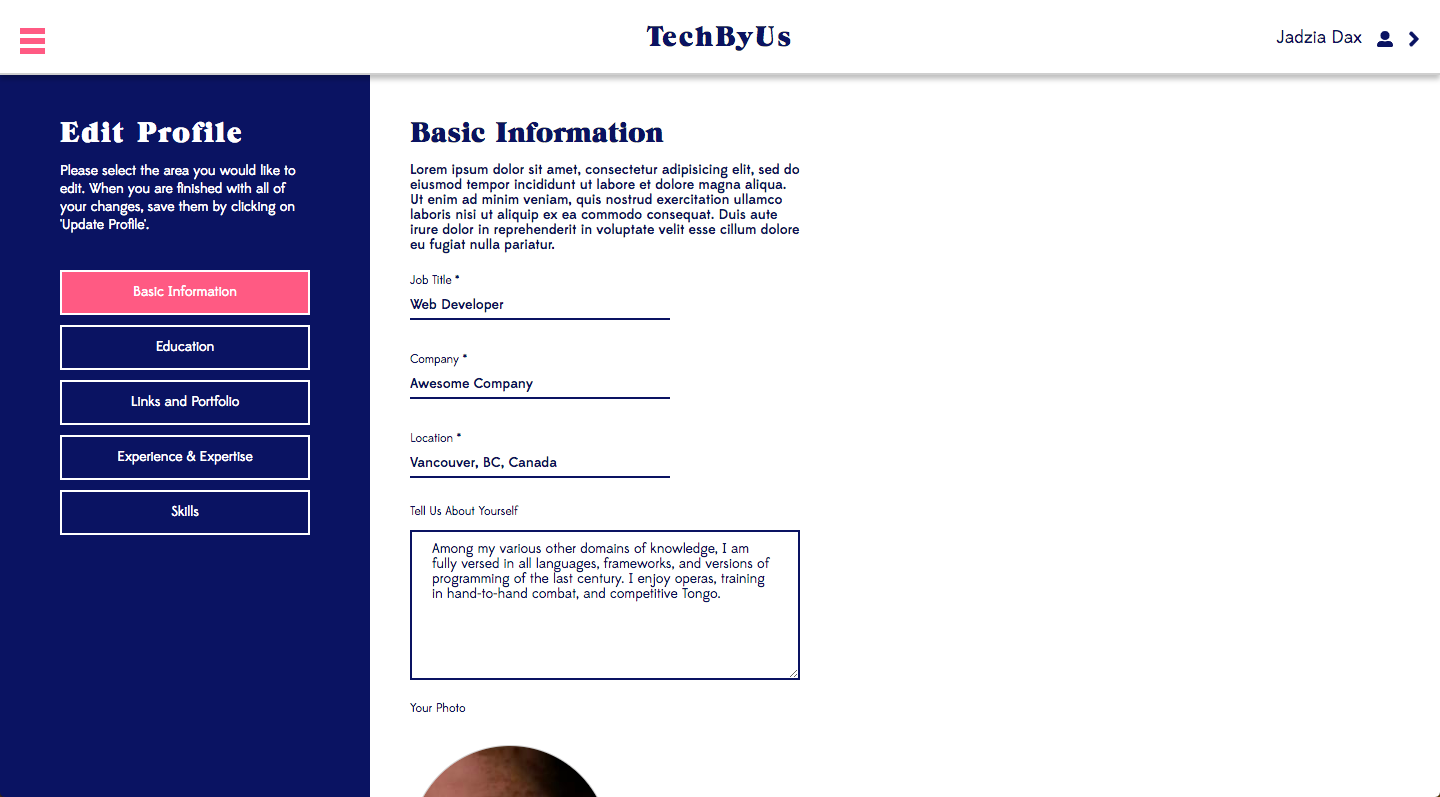 TechByUs
Jadzia Dax
Edit Profile
Please select the area you would like to
edit. When you are finished with all of
your changes, save them by clicking on
'Update Profile'.
Basic Information
Education
Links and Portfolio
Experience & Expertise
Skills
Basic Information
Lorem ipsum dolor sit amet, consectetur adipisicing elit, sed do
eiusmod tempor incididunt ut labore et dolore magna aliqua.
Ut enim ad minim veniam, quis nostrud exercitation ullamco
laboris nisi ut aliquip ex ea commodo consequat. Duis aute
irure dolor in reprehenderit in voluptate velit esse cillum dolore
eu fugiat nulla pariatur.
Job Title *
Web Developer
Company *
Awesome Company
Location *
Vancouver, BC, Canada
Tell Us About Yourself
Among my various other domains of knowledge, I am
fully versed in all languages, frameworks, and versions of
programming of the last century. I enjoy operas, training
in hand-to-hand combat, and competitive Tongo.
Your Photo